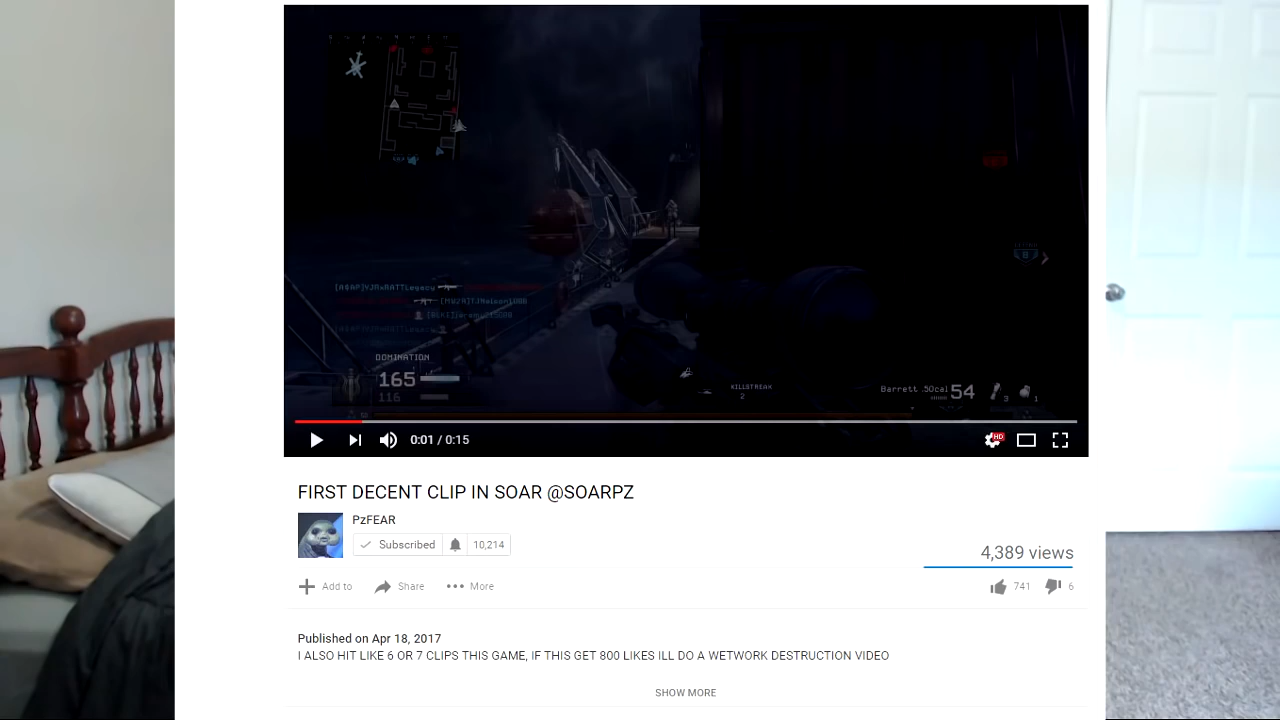 DOMINATION
165
116
KILLSTREAK
2
Barrett .50cal 54
3
1
0:01 / 0:15
HD
FIRST DECENT CLIP IN SOAR @SOARPZ
PzFEAR
Subscribed 10,214
4,389 views
Add to Share More 741 6
Published on Apr 18, 2017
I ALSO HIT LIKE 6 OR 7 CLIPS THIS GAME, IF THIS GET 800 LIKES ILL DO A WETWORK DESTRUCTION VIDEO
SHOW MORE